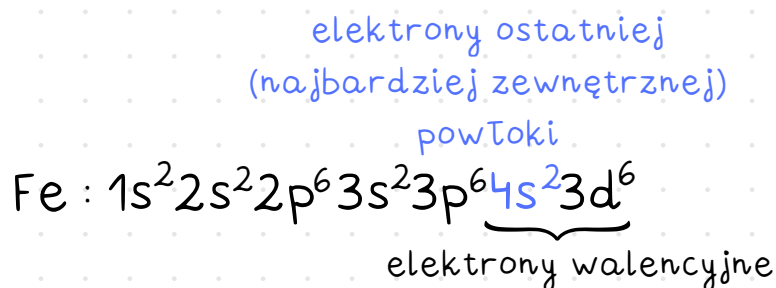 elektrony ostatniej
(najbardziej zewnętrznej)
powłoki
Fe : 1s²2s²2p⁶3s²3p⁶4s²3d⁶
elektrony walencyjne